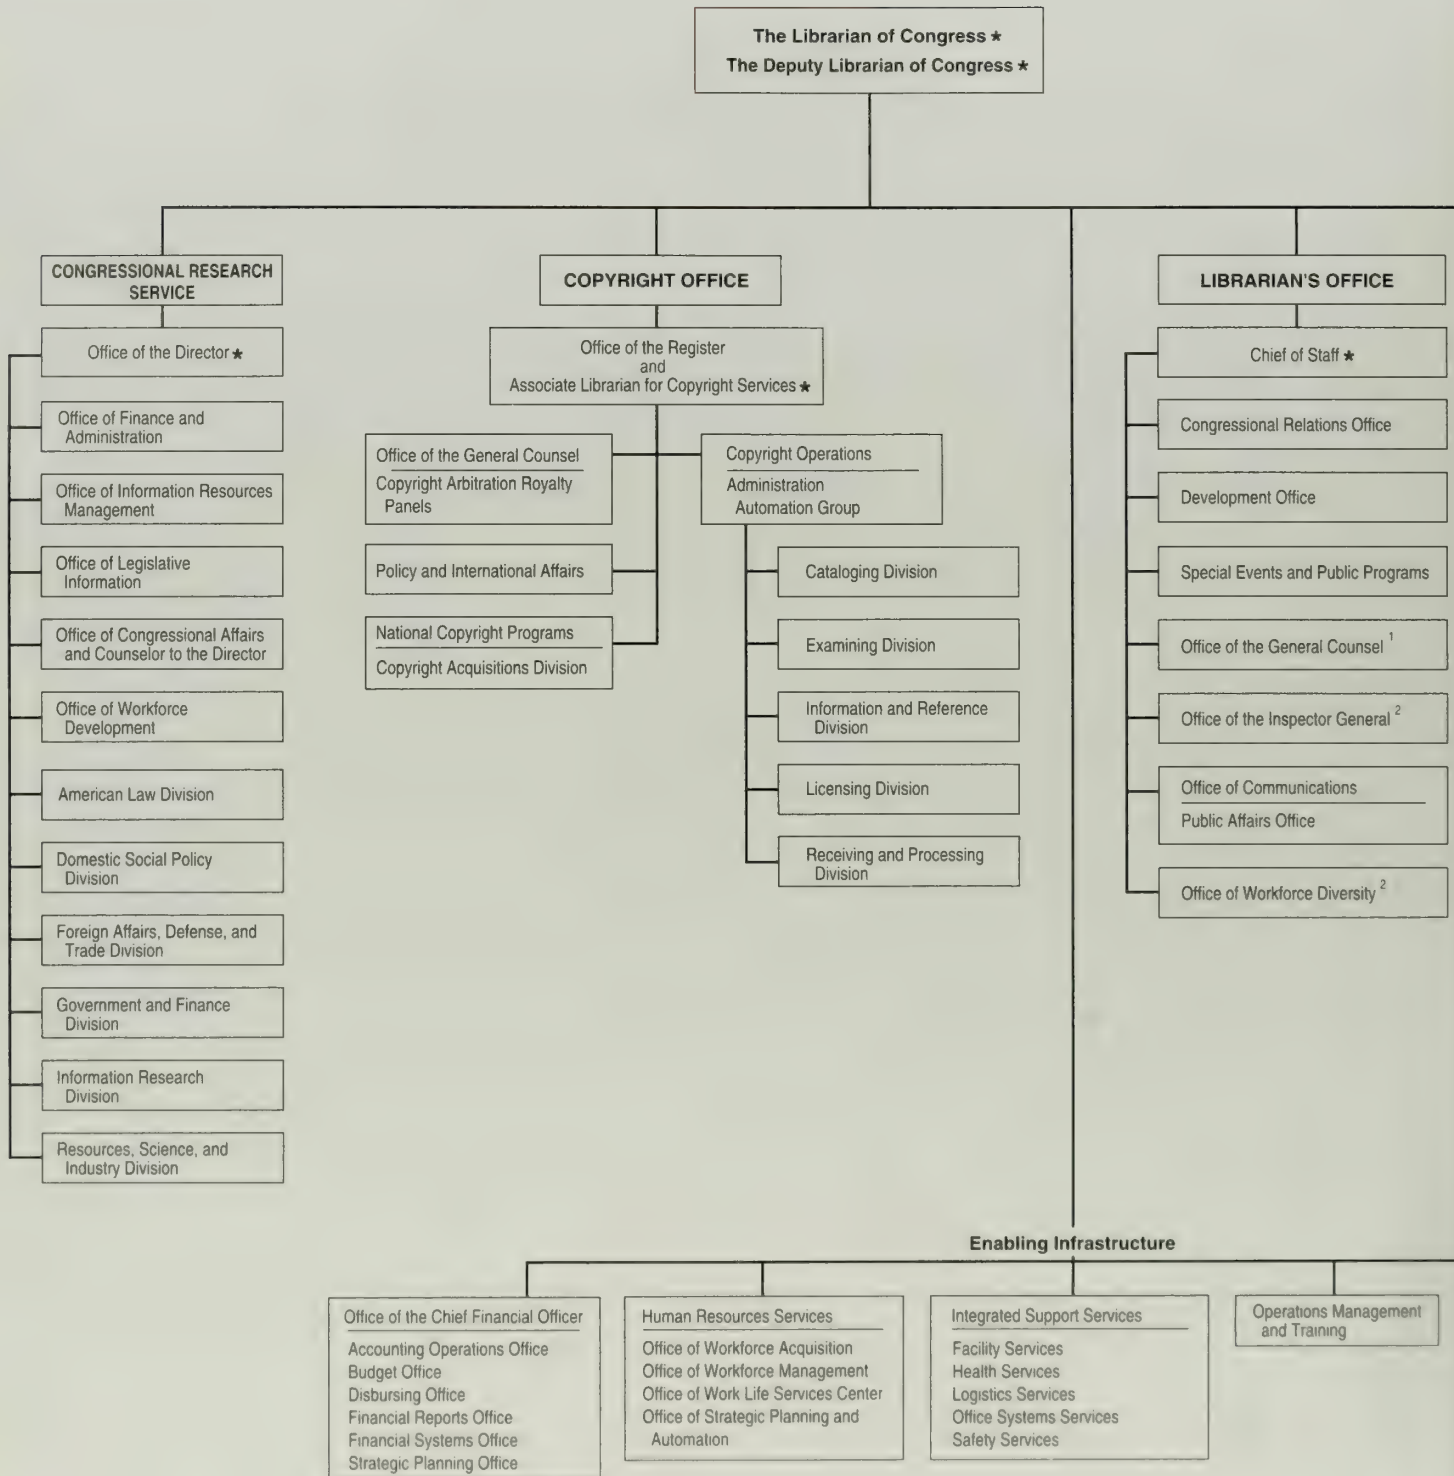 The Librarian of Congress ★
The Deputy Librarian of Congress ★
CONGRESSIONAL RESEARCH
SERVICE
Office of the Director ★
Office of Finance and
Administration
Office of Information Resources
Management
Office of Legislative
Information
Office of Congressional Affairs
and Counselor to the Director
Office of Workforce
Development
American Law Division
Domestic Social Policy
Division
Foreign Affairs, Defense, and
Trade Division
Government and Finance
Division
Information Research
Division
Resources, Science, and
Industry Division
COPYRIGHT OFFICE
Office of the Register
and
Associate Librarian for Copyright Services ★
Office of the General Counsel
Copyright Arbitration Royalty
Panels
Policy and International Affairs
National Copyright Programs
Copyright Acquisitions Division
Copyright Operations
Administration
Automation Group
Cataloging Division
Examining Division
Information and Reference
Division
Licensing Division
Receiving and Processing
Division
LIBRARIAN'S OFFICE
Chief of Staff ★
Congressional Relations Office
Development Office
Special Events and Public Programs
Office of the General Counsel 1
Office of the Inspector General 2
Office of Communications
Public Affairs Office
Office of Workforce Diversity 2
Enabling Infrastructure
Office of the Chief Financial Officer
Accounting Operations Office
Budget Office
Disbursing Office
Financial Reports Office
Financial Systems Office
Strategic Planning Office
Human Resources Services
Office of Workforce Acquisition
Office of Workforce Management
Office of Work Life Services Center
Office of Strategic Planning and
Automation
Integrated Support Services
Facility Services
Health Services
Logistics Services
Office Systems Services
Safety Services
Operations Management
and Training